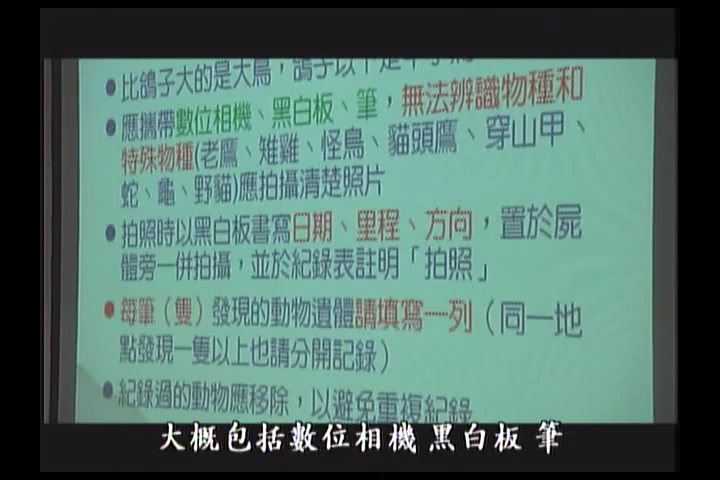 ●比鴿子大的是大鳥，鴿子以下是
●應攜帶數位相機、黑白板、筆，無法辨識物種和
特殊物種(老鷹、雉雞、怪鳥、貓頭鷹、穿山甲、
蛇、龜、野貓)應拍攝清楚照片
●拍照時以黑白板書寫日期、里程、方向，置於屍
體旁一併拍攝，並於紀錄表註明「拍照」
●每筆（隻）發現的動物遺體請填寫一列（同一地
點發現一隻以上也請分開記錄）
●紀錄過的動物應移除，以避免重複紀錄
大概包括數位相機 黑白板 筆